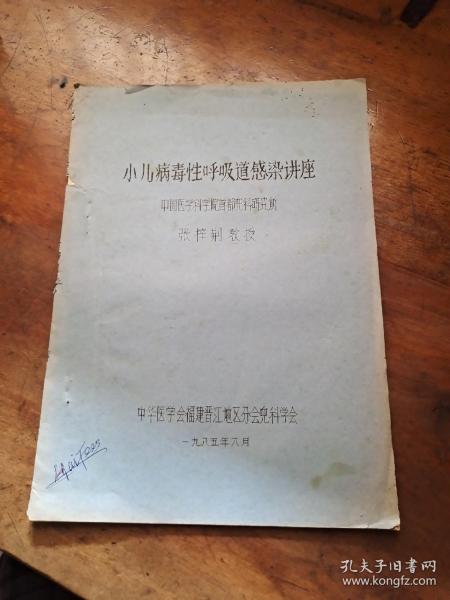 小儿病毒性呼吸道感染讲座
中国医学科学院首都儿科研究所
张梓荆教授
中华医学会福建晋江地区分会儿科学会
一九八五年八月
孔夫子旧书网
www.kongfz.com